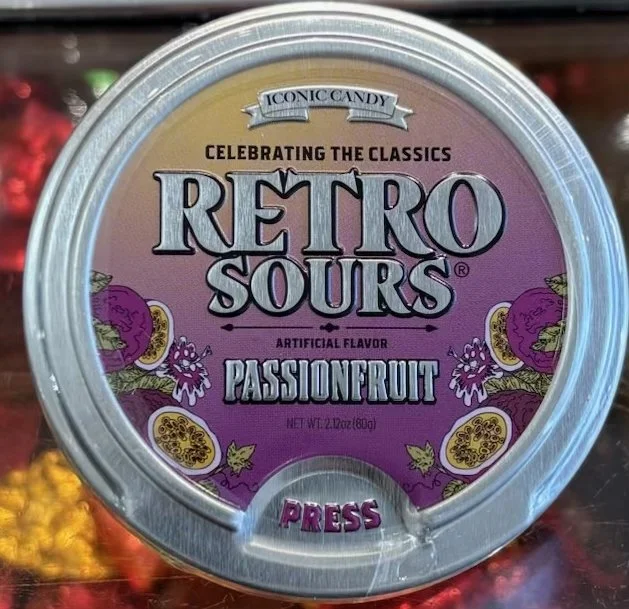 ICONIC CANDY
CELEBRATING THE CLASSICS
RETRO
SOURS®
ARTIFICIAL FLAVOR
PASSIONFRUIT
NET WT. 2.12oz (60g)
PRESS